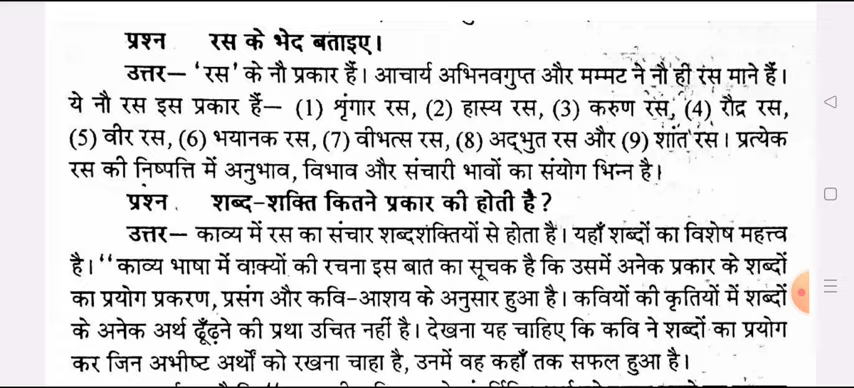 प्रश्न रस के भेद बताइए।
उत्तर— 'रस' के नौ प्रकार हैं। आचार्य अभिनवगुप्त और मम्मट ने नौ ही रस माने हैं।
ये नौ रस इस प्रकार हैं— (1) श्रृंगार रस, (2) हास्य रस, (3) करुण रस, (4) रौद्र रस,
(5) वीर रस, (6) भयानक रस, (7) वीभत्स रस, (8) अद्भुत रस और (9) शांत रस। प्रत्येक
रस की निष्पत्ति में अनुभाव, विभाव और संचारी भावों का संयोग भिन्न है।
प्रश्न शब्द-शक्ति कितने प्रकार की होती है?
उत्तर— काव्य में रस का संचार शब्दशक्तियों से होता है। यहाँ शब्दों का विशेष महत्त्व
है। "काव्य भाषा में वाक्यों की रचना इस बात का सूचक है कि उसमें अनेक प्रकार के शब्दों
का प्रयोग प्रकरण, प्रसंग और कवि-आशय के अनुसार हुआ है। कवियों की कृतियों में शब्दों
के अनेक अर्थ ढूँढ़ने की प्रथा उचित नहीं है। देखना यह चाहिए कि कवि ने शब्दों का प्रयोग
कर जिन अभीष्ट अर्थों को रखना चाहा है, उनमें वह कहाँ तक सफल हुआ है।